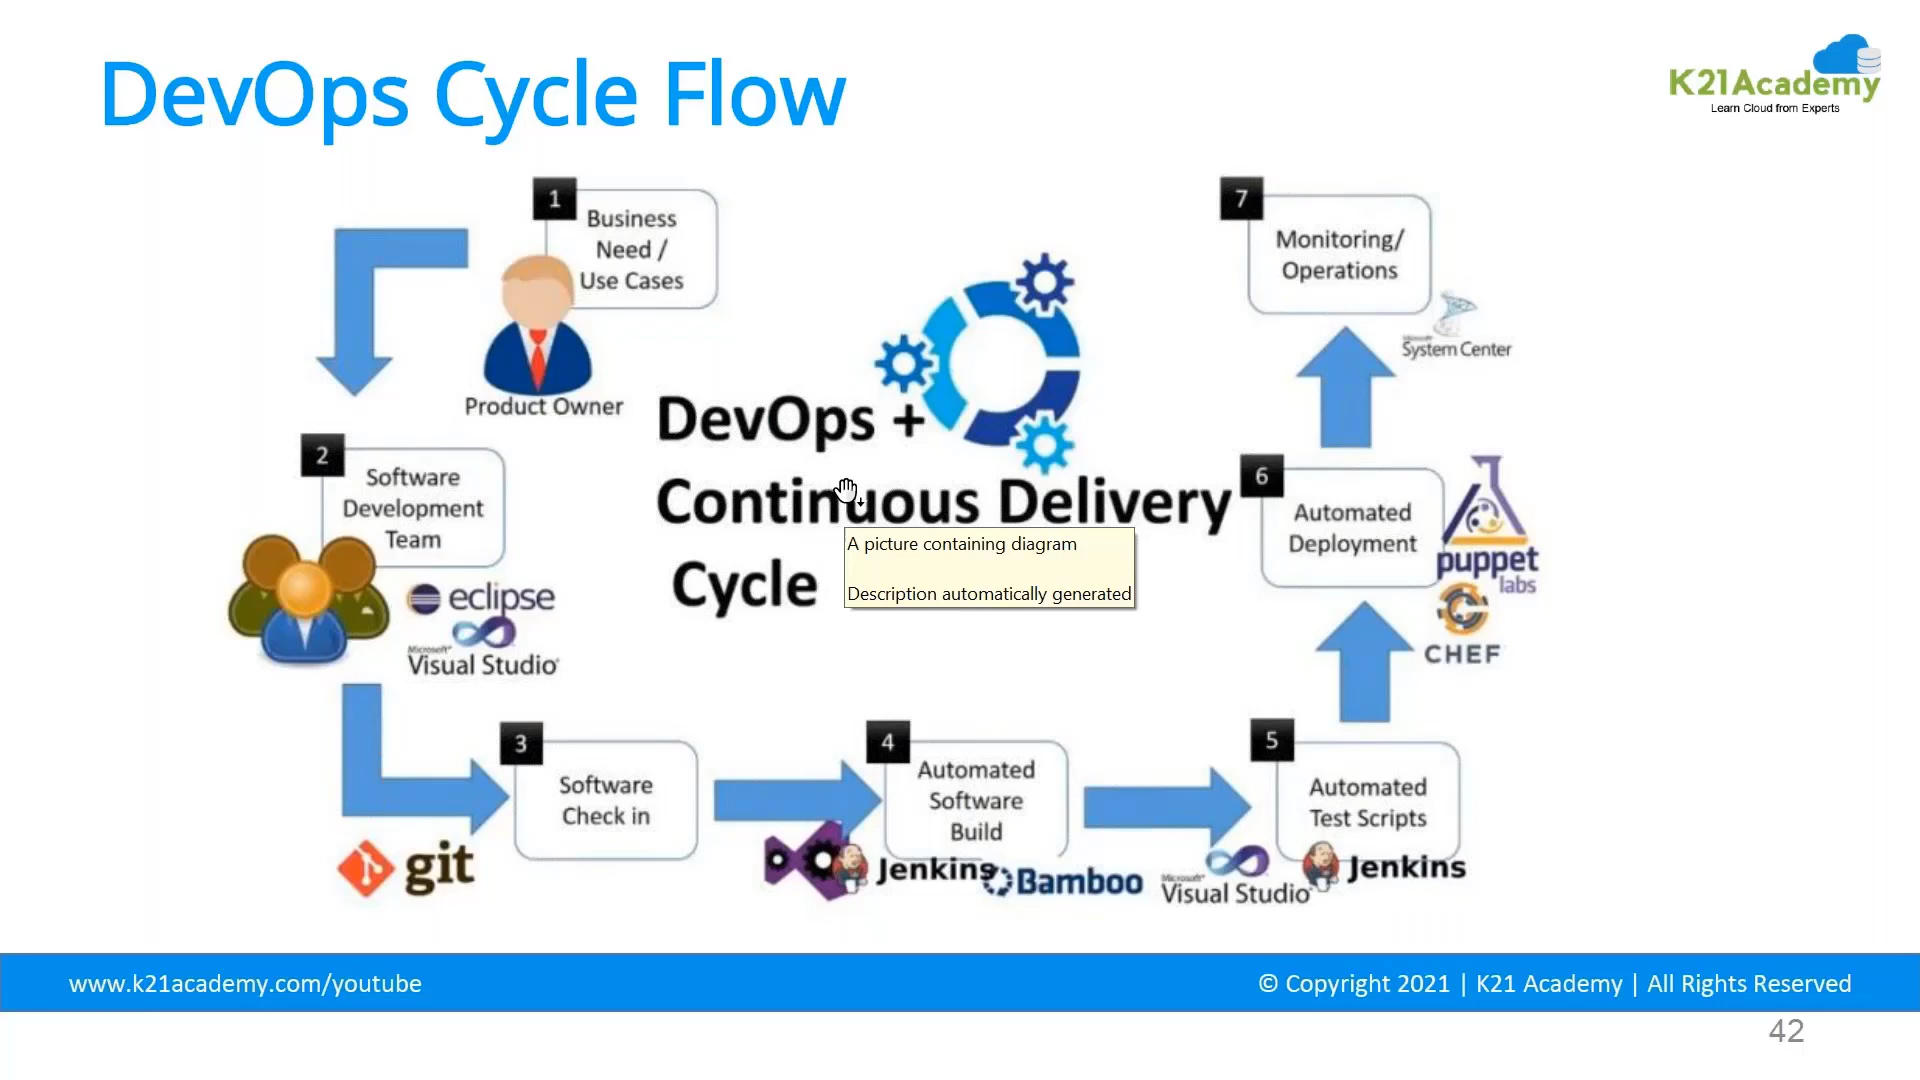 DevOps Cycle Flow
K21Academy
Learn Cloud from Experts
1
Business
Need /
Use Cases
Product Owner
2
Software
Development
Team
eclipse
Microsoft
Visual Studio
3
Software
Check in
git
4
Automated
Software
Build
Jenkins
Bamboo
5
Automated
Test Scripts
Microsoft
Visual Studio
Jenkins
6
Automated
Deployment
puppet
labs
CHEF
7
Monitoring/
Operations
Microsoft
System Center
DevOps +
Continuous Delivery
Cycle
A picture containing diagram
Description automatically generated
www.k21academy.com/youtube
© Copyright 2021 | K21 Academy | All Rights Reserved
42